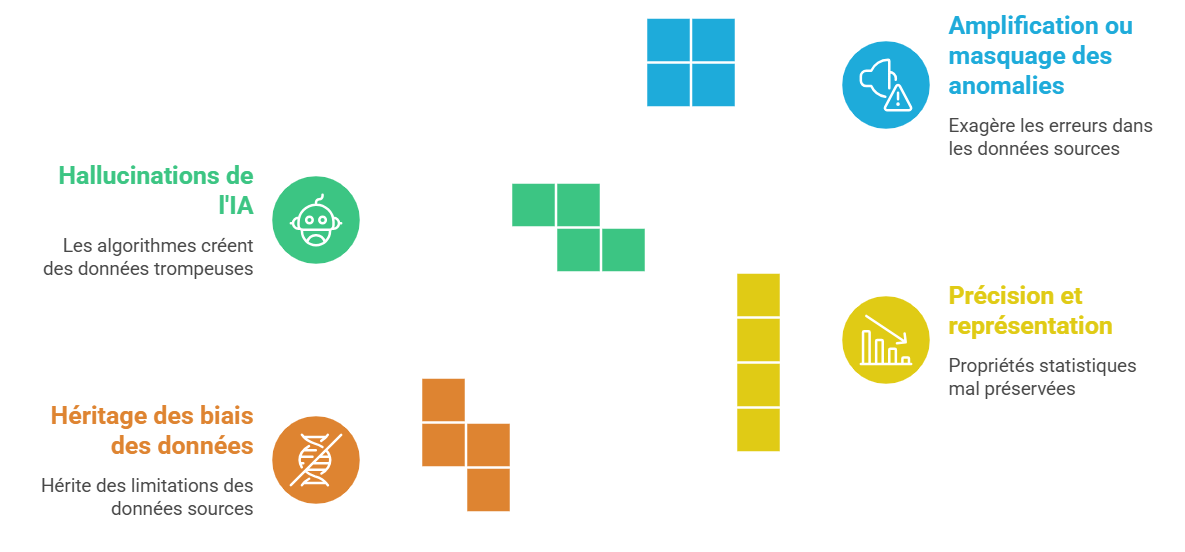 Amplification ou
masquage des
anomalies
Exagère les erreurs dans
les données sources
Hallucinations de
l'IA
Les algorithmes créent
des données trompeuses
Précision et
représentation
Propriétés statistiques
mal préservées
Héritage des biais
des données
Hérite des limitations des
données sources